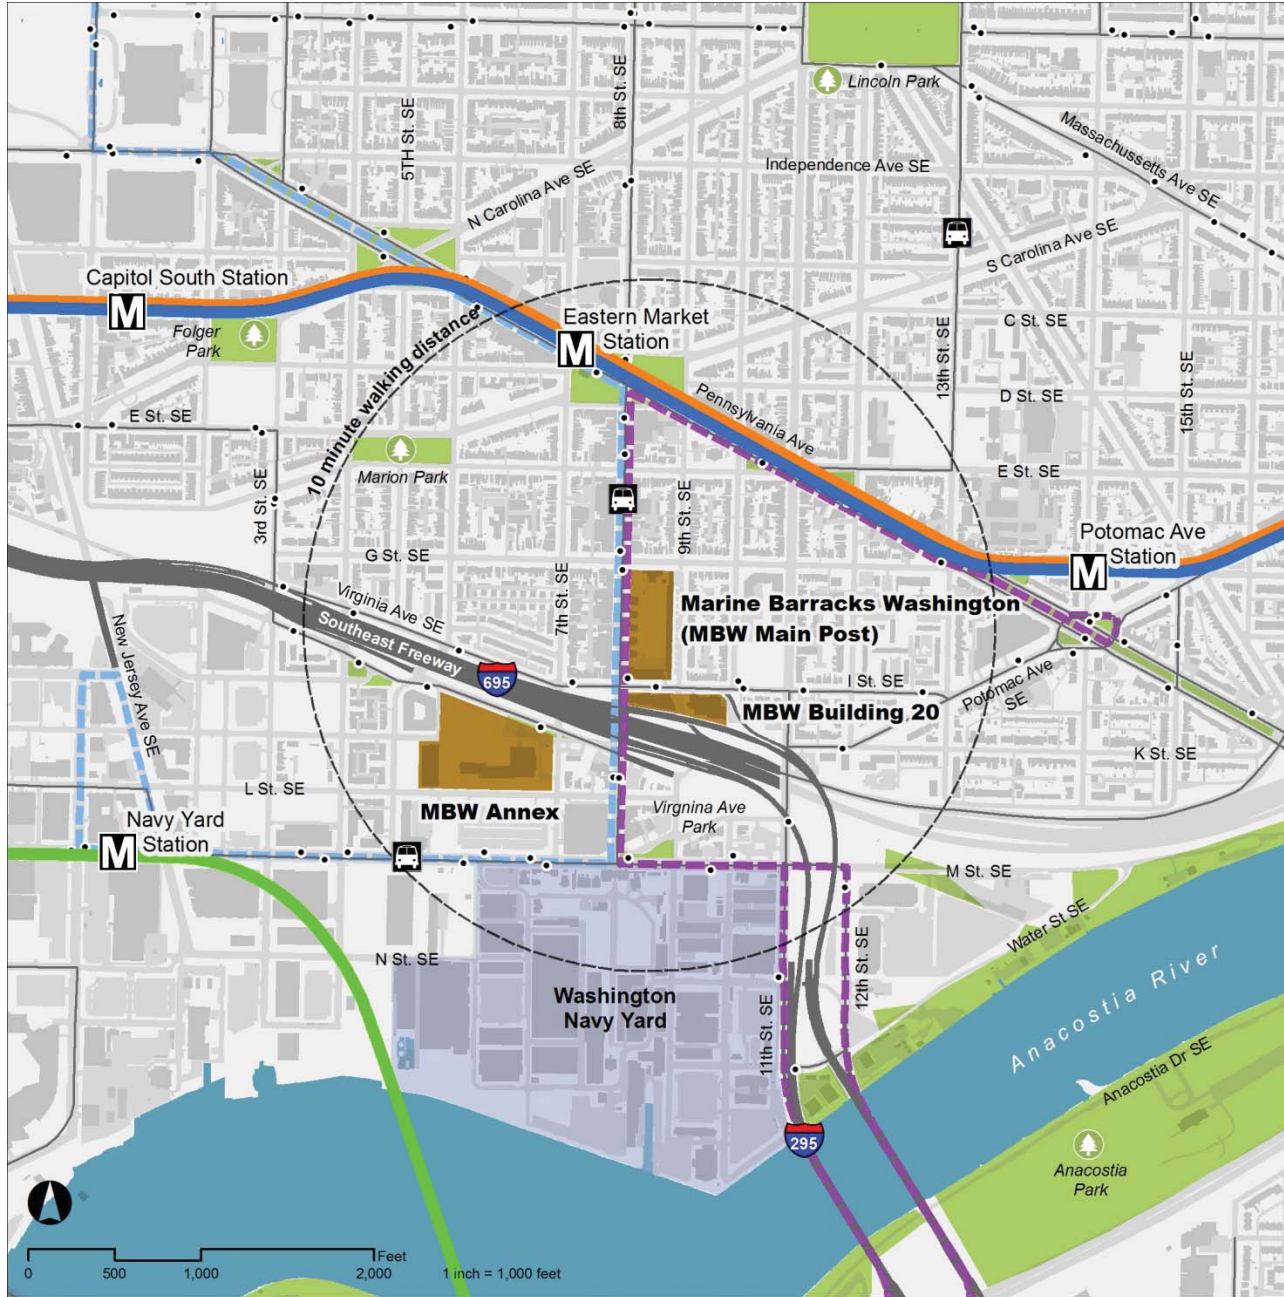 Lincoln Park
8th St. SE
5TH St. SE
Massachussetts Ave SE
Independence Ave SE
N Carolina Ave SE
S Carolina Ave SE
Capitol South Station
M
Folger
Park
10 minute walking distance
Eastern Market
Station
M
C St. SE
13th St. SE
15th St. SE
D St. SE
Pennsylvania Ave
E St. SE
Marion Park
E St. SE
3rd St. SE
9th St. SE
G St. SE
Potomac Ave
Station
M
7th St. SE
Virginia Ave SE
Southeast Freeway
695
Marine Barracks Washington
(MBW Main Post)
New Jersey Ave SE
I St. SE
Potomac Ave
SE
MBW Building 20
K St. SE
L St. SE
MBW Annex
Virgnina Ave
Park
Navy Yard
Station
M
M St. SE
Water St SE
N St. SE
12th St. SE
Washington
Navy Yard
11th St. SE
Anacostia River
Anacostia Dr SE
295
Anacostia
Park
Feet
0
500
1,000
2,000
1 inch = 1,000 feet